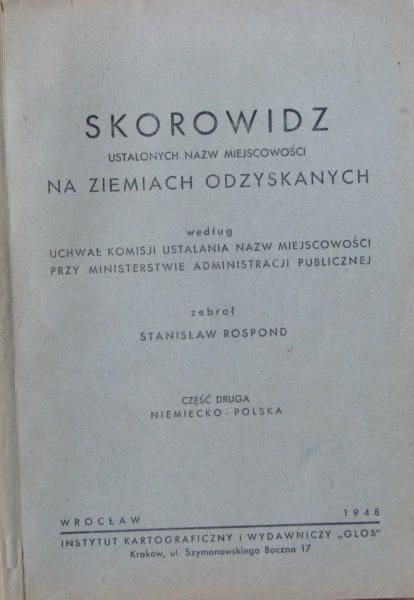 SKOROWIDZ
USTALONYCH NAZW MIEJSCOWOŚCI
NA ZIEMIACH ODZYSKANYCH
według
UCHWAŁ KOMISJI USTALANIA NAZW MIEJSCOWOŚCI
PRZY MINISTERSTWIE ADMINISTRACJI PUBLICZNEJ
zebrał
STANISŁAW ROSPOND
CZĘŚĆ DRUGA
NIEMIECKO-POLSKA
WROCŁAW 1948
INSTYTUT KARTOGRAFICZNY i WYDAWNICZY „GLOB"
Kraków, ul. Szymanowskiego Boczna 17